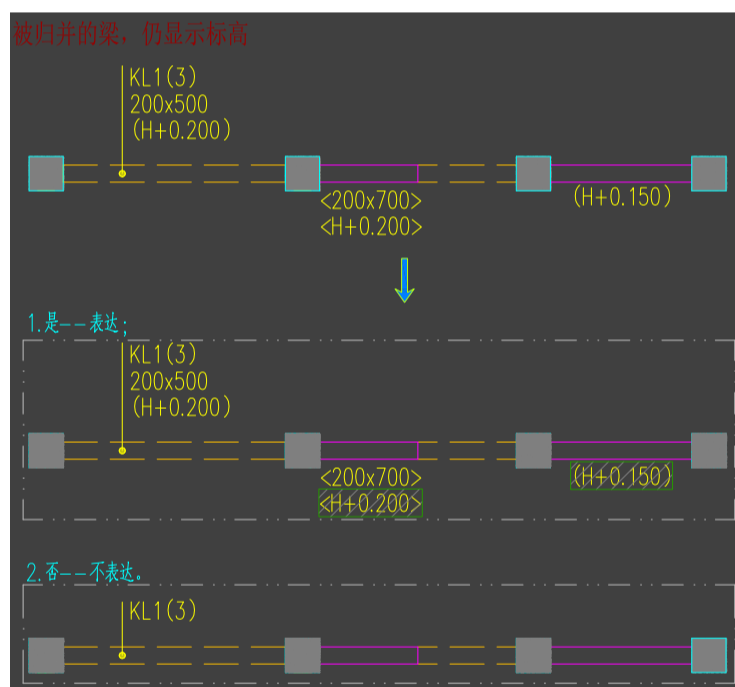 被归并的梁，仍显示标高
KL1(3)
200x500
(H+0.200)
<200x700>
<H+0.200>
(H+0.150)
1.是--表达;
KL1(3)
200x500
(H+0.200)
<200x700>
<H+0.200>
(H+0.150)
2.否--不表达。
KL1(3)